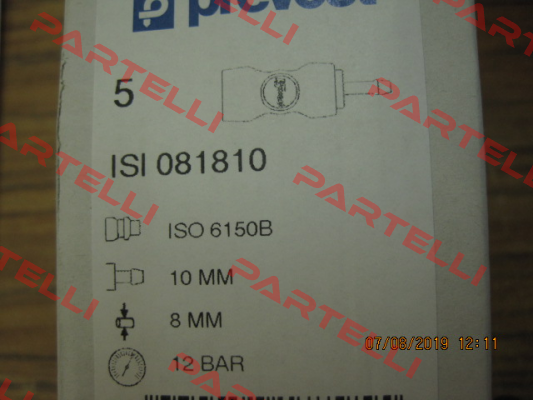 prevost
5
ISI 081810
ISO 6150B
10 MM
8 MM
12 BAR
07/08/2019 12:11
PARTELLI
PARTELLI
PARTELLI
PARTELLI
PARTELLI
PARTELLI